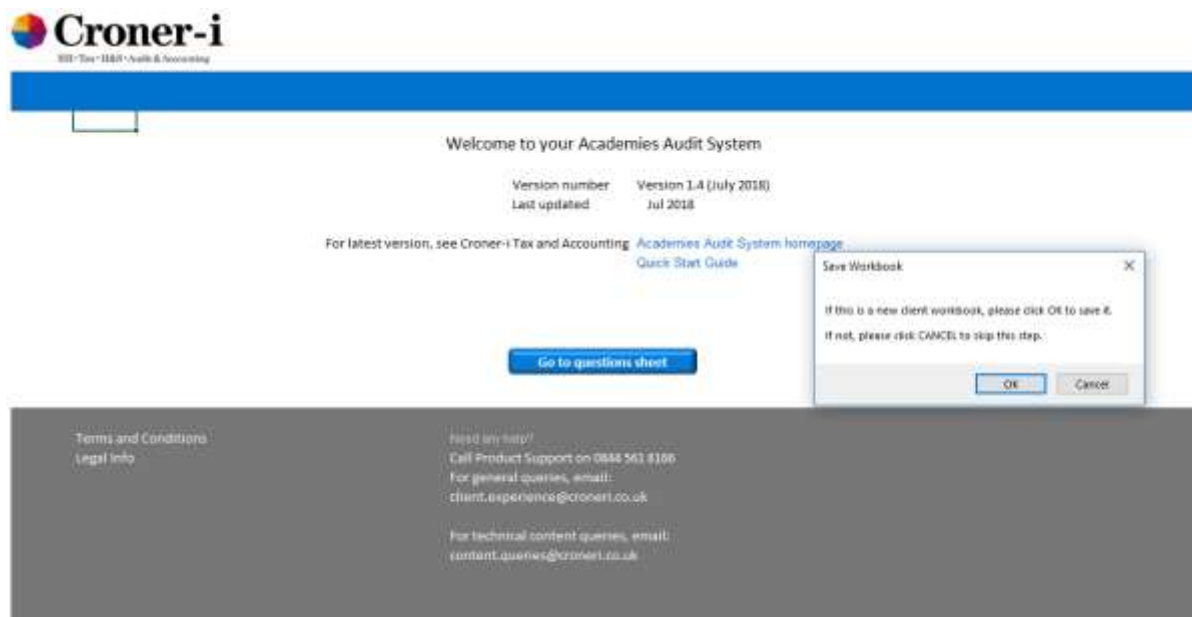 Croner-i
HR • Tax • H&S • Audit & Accounting
Welcome to your Academies Audit System
Version number Version 1.4 (July 2018)
Last updated Jul 2018
For latest version, see Croner-i Tax and Accounting Academies Audit System homepage
Quick Start Guide
Save Workbook
If this is a new client workbook, please click OK to save it.
If not, please click CANCEL to skip this step.
OK Cancel
Go to questions sheet
Terms and Conditions
Legal Info
Need any help?
Call Product Support on 0844 561 8166
For general queries, email:
client.experience@croneri.co.uk
For technical content queries, email:
content.queries@croneri.co.uk